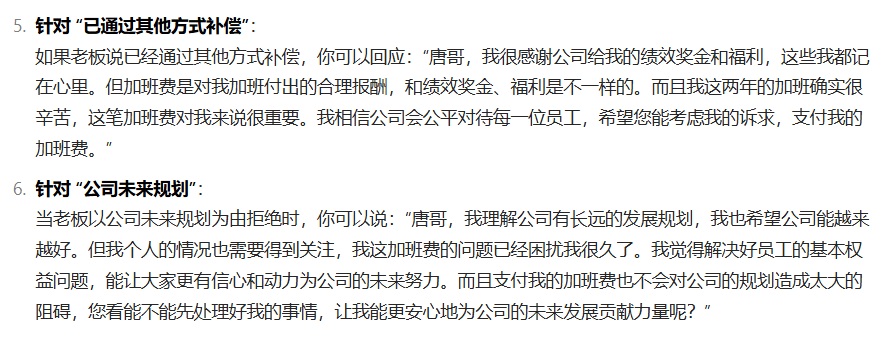 5. 针对 “已通过其他方式补偿”：
如果老板说已经通过其他方式补偿，你可以回应：“唐哥，我很感谢公司给我的绩效奖金和福利，这些我都记
在心里。但加班费是对我加班付出的合理报酬，和绩效奖金、福利是不一样的。而且我这两年的加班确实很
辛苦，这笔加班费对我来说很重要。我相信公司会公平对待每一位员工，希望您能考虑我的诉求，支付我的
加班费。”
6. 针对 “公司未来规划”：
当老板以公司未来规划为由拒绝时，你可以说：“唐哥，我理解公司有长远的发展规划，我也希望公司能越来
越好。但我个人的情况也需要得到关注，我这加班费的问题已经困扰我很久了。我觉得解决好员工的基本权
益问题，能让大家更有信心和动力为公司的未来努力。而且支付我的加班费也不会对公司的规划造成太大的
阻碍，您看能不能先处理好我的事情，让我能更安心地为公司的未来发展贡献力量呢？”